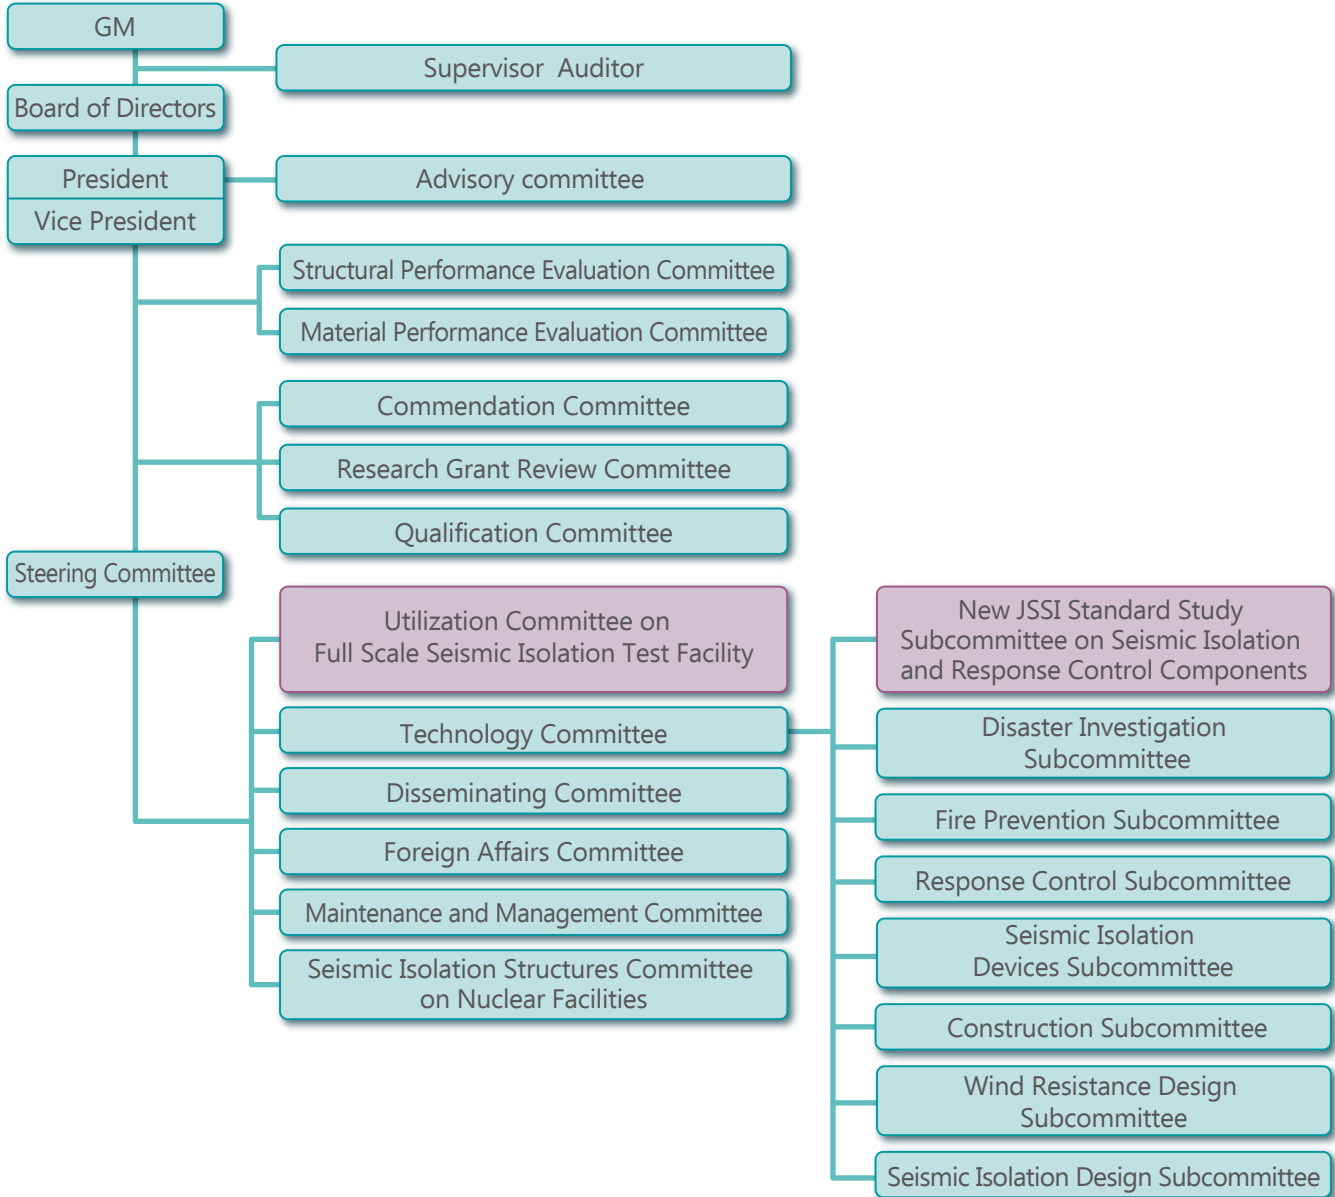 GM
Supervisor Auditor
Board of Directors
President
Advisory committee
Vice President
Structural Performance Evaluation Committee
Material Performance Evaluation Committee
Commendation Committee
Research Grant Review Committee
Qualification Committee
Steering Committee
Utilization Committee on
Full Scale Seismic Isolation Test Facility
Technology Committee
Disseminating Committee
Foreign Affairs Committee
Maintenance and Management Committee
Seismic Isolation Structures Committee
on Nuclear Facilities
New JSSI Standard Study
Subcommittee on Seismic Isolation
and Response Control Components
Disaster Investigation
Subcommittee
Fire Prevention Subcommittee
Response Control Subcommittee
Seismic Isolation
Devices Subcommittee
Construction Subcommittee
Wind Resistance Design
Subcommittee
Seismic Isolation Design Subcommittee